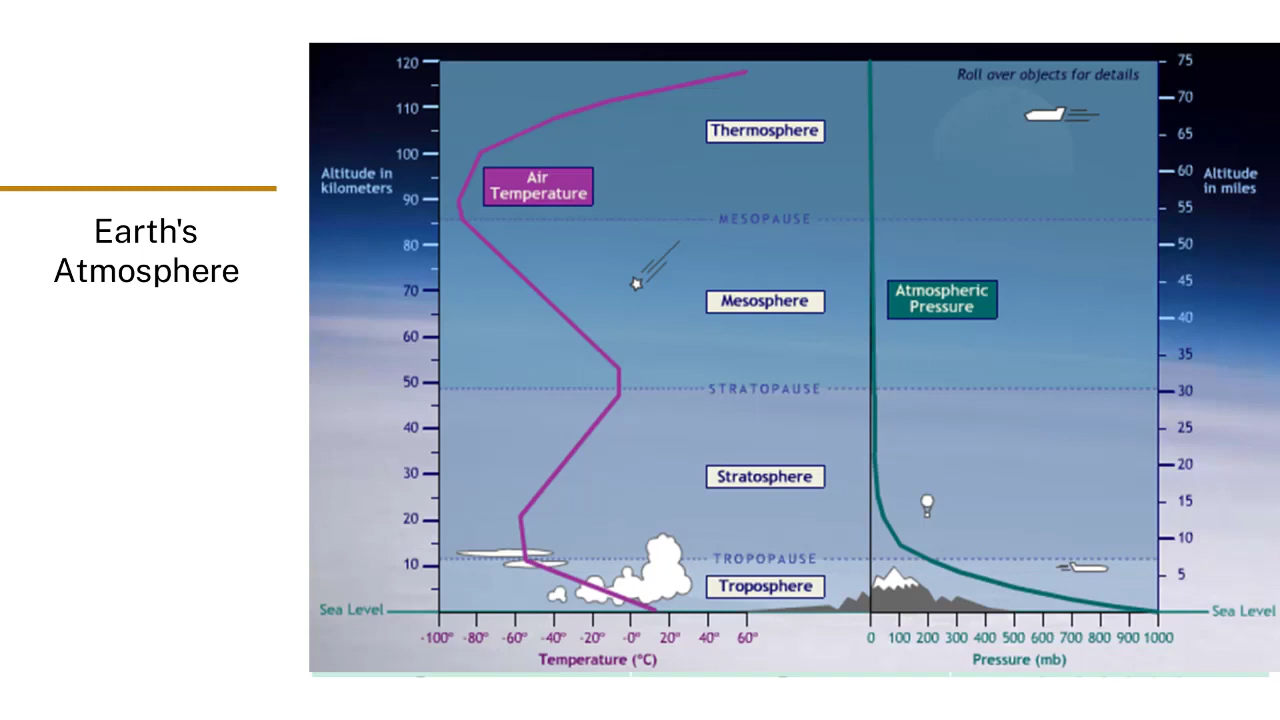 Earth's
Atmosphere
Roll over objects for details
Altitude in
kilometers
120
110
100
90
80
70
60
50
40
30
20
10
Sea Level
Air
Temperature
Thermosphere
MESOPAUSE
Mesosphere
STRATOPAUSE
Stratosphere
TROPOPAUSE
Troposphere
Atmospheric
Pressure
75
70
65
60
55
50
45
40
35
30
25
20
15
10
5
Altitude
in miles
Sea Level
-100° -80° -60° -40° -20° -0° 20° 40° 60°
Temperature (°C)
0 100 200 300 400 500 600 700 800 900 1000
Pressure (mb)